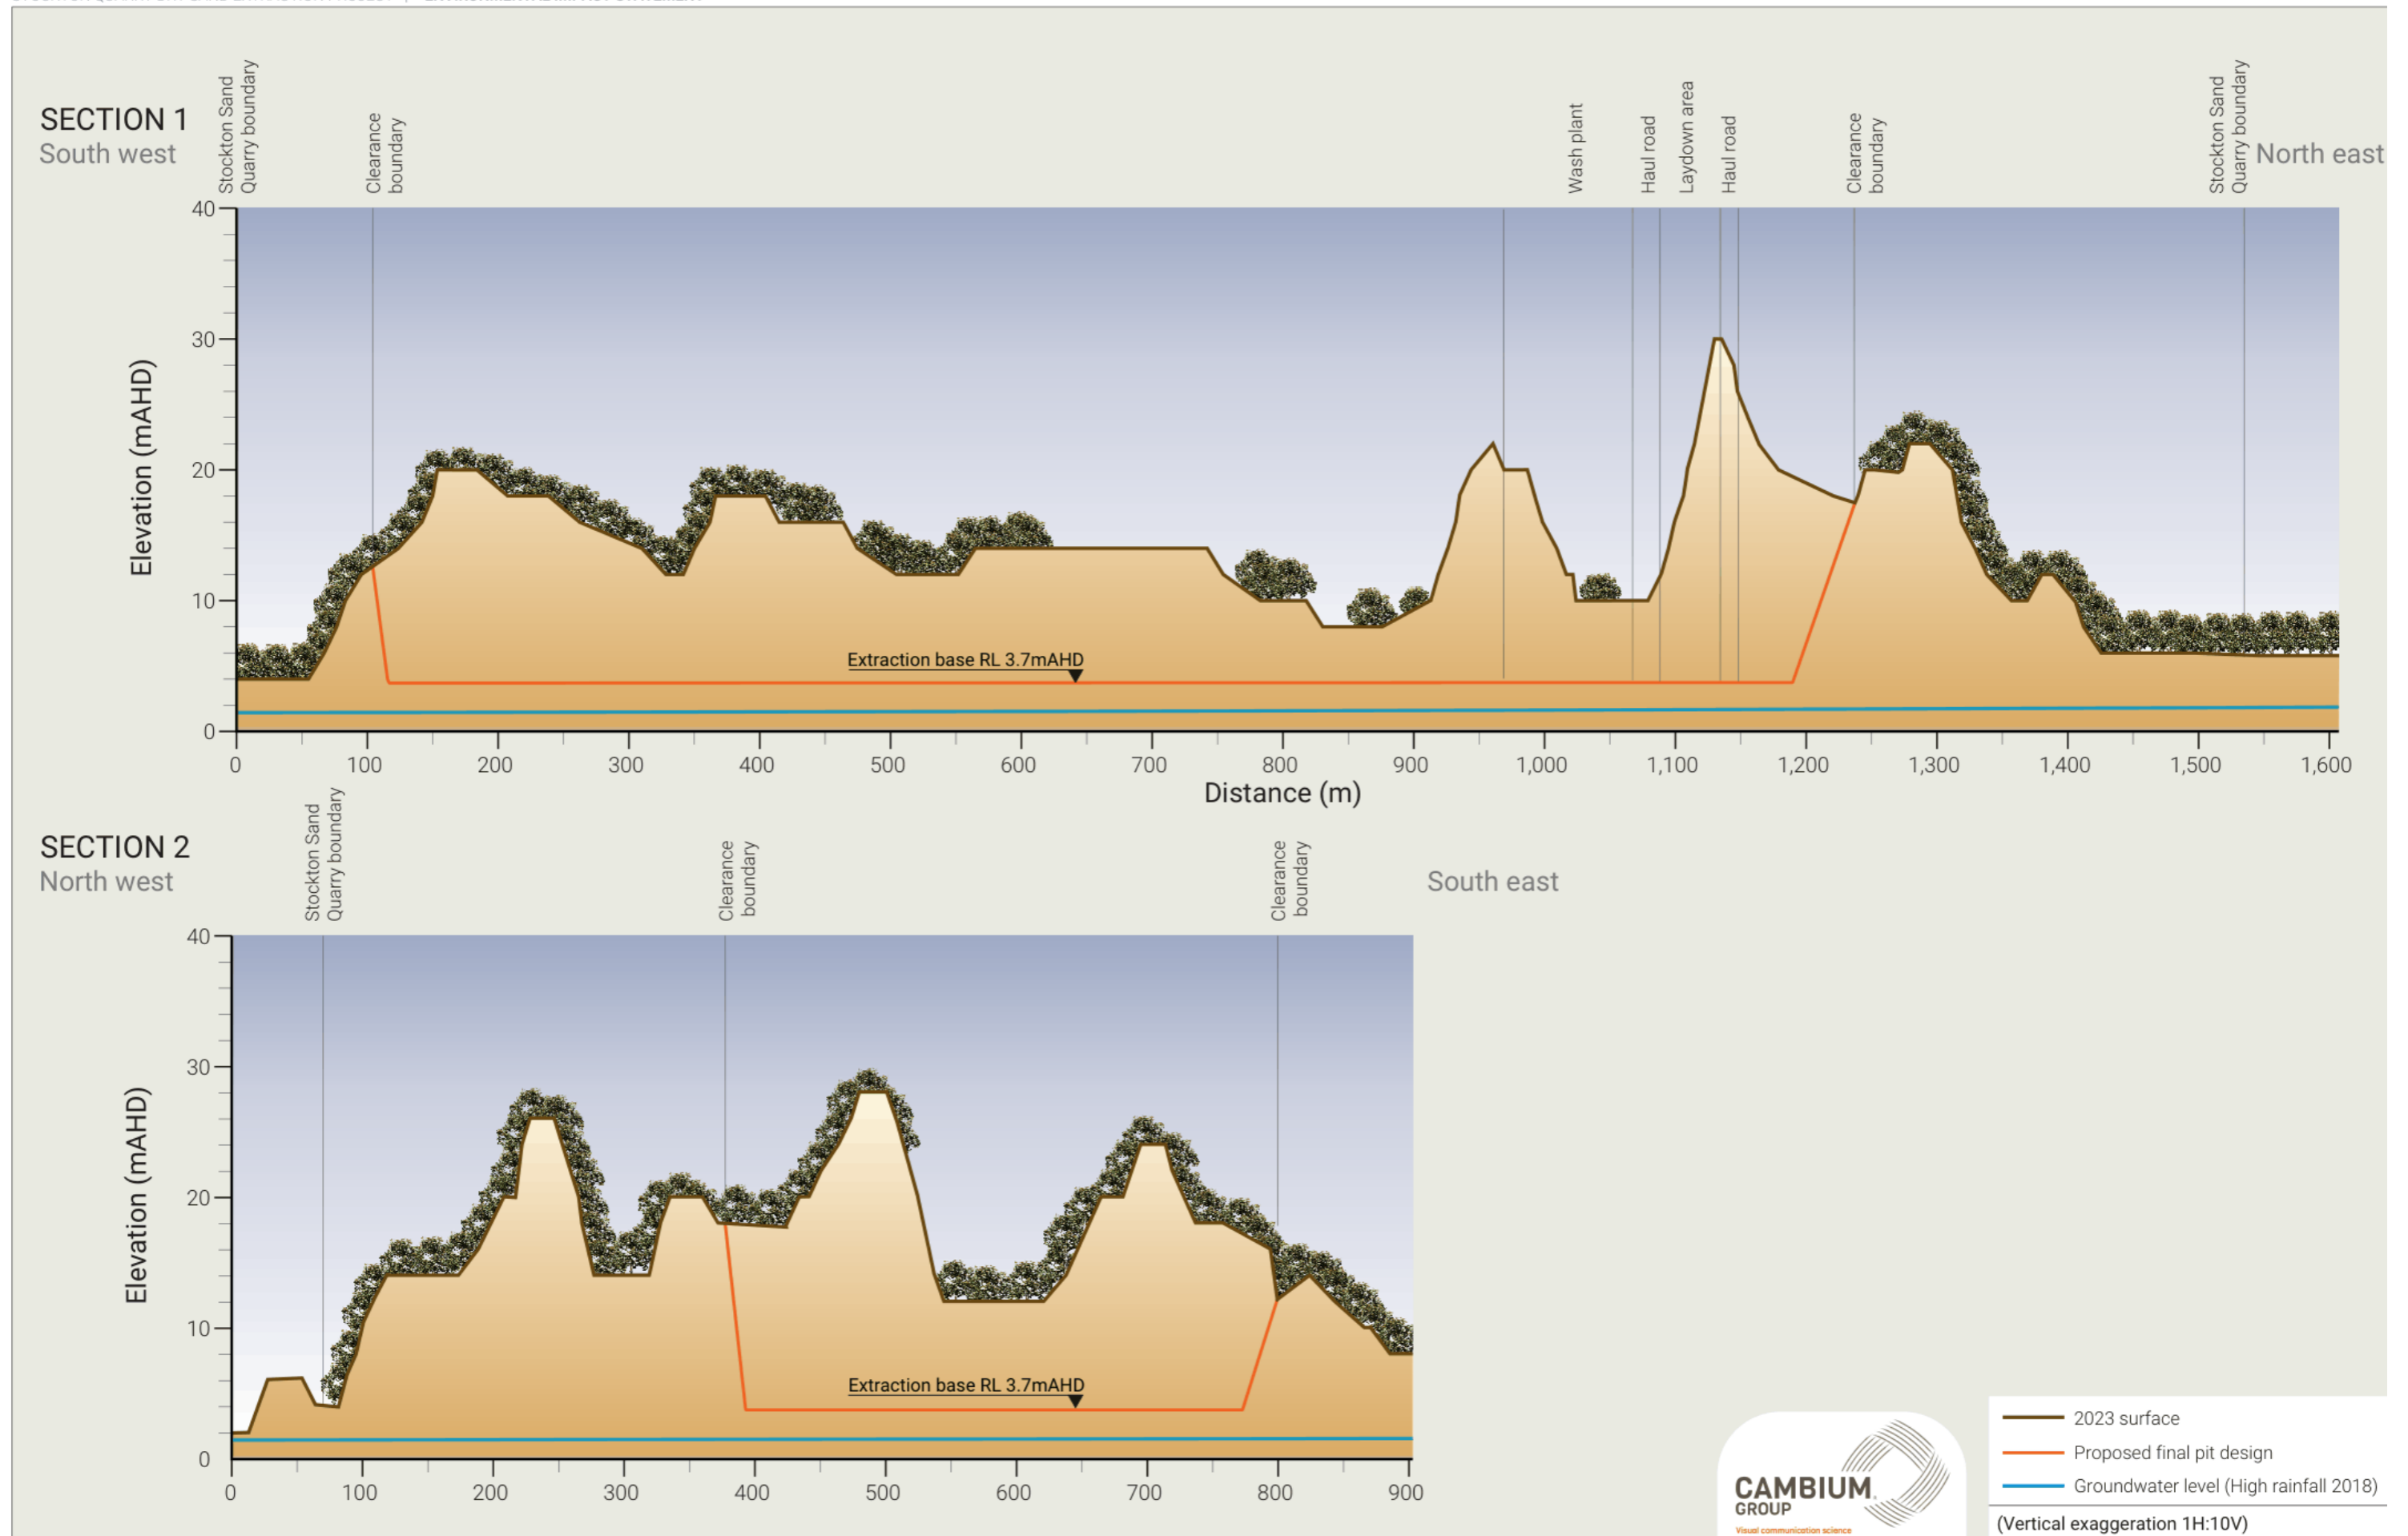 SECTION 1
South west
Stockton Sand
Quarry boundary
Clearance
boundary
Wash plant
Haul road
Laydown area
Haul road
Clearance
boundary
Stockton Sand
Quarry boundary
North east
Elevation (mAHD)
40
30
20
10
0
Extraction base RL 3.7mAHD
0 100 200 300 400 500 600 700 800 900 1,000 1,100 1,200 1,300 1,400 1,500 1,600
Distance (m)
SECTION 2
North west
Stockton Sand
Quarry boundary
Clearance
boundary
Clearance
boundary
South east
Elevation (mAHD)
40
30
20
10
0
Extraction base RL 3.7mAHD
0 100 200 300 400 500 600 700 800 900
CAMBIUM
GROUP
Visual communication science
2023 surface
Proposed final pit design
Groundwater level (High rainfall 2018)
(Vertical exaggeration 1H:10V)